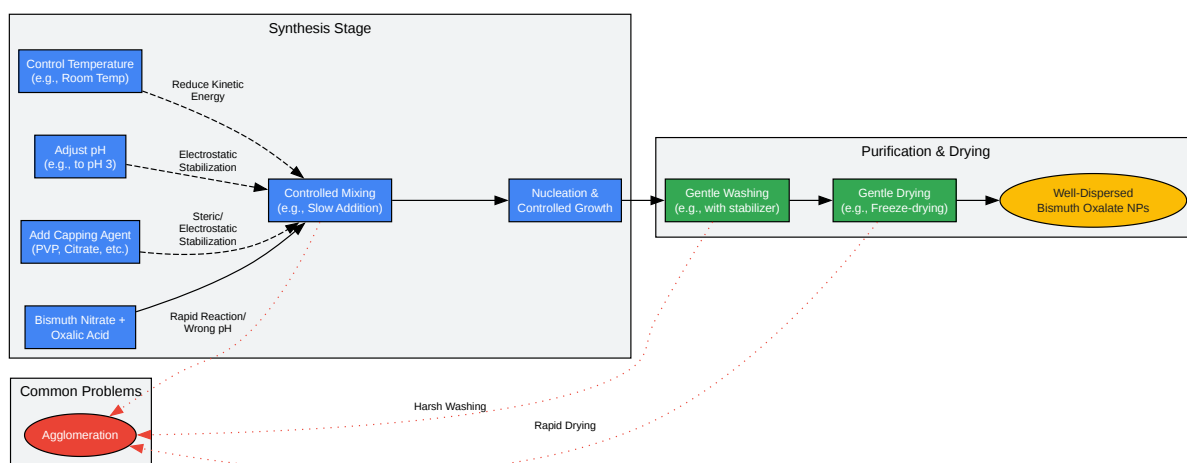 Synthesis Stage
Control Temperature
(e.g., Room Temp)
Reduce Kinetic
Energy
Adjust pH
(e.g., to pH 3)
Electrostatic
Stabilization
Controlled Mixing
(e.g., Slow Addition)
Nucleation &
Controlled Growth
Add Capping Agent
(PVP, Citrate, etc.)
Steric/
Electrostatic
Stabilization
Bismuth Nitrate +
Oxalic Acid
Rapid Reaction/
Wrong pH
Purification & Drying
Gentle Washing
(e.g., with stabilizer)
Gentle Drying
(e.g., Freeze-drying)
Well-Dispersed
Bismuth Oxalate NPs
Common Problems
Agglomeration
Harsh Washing
Rapid Drying